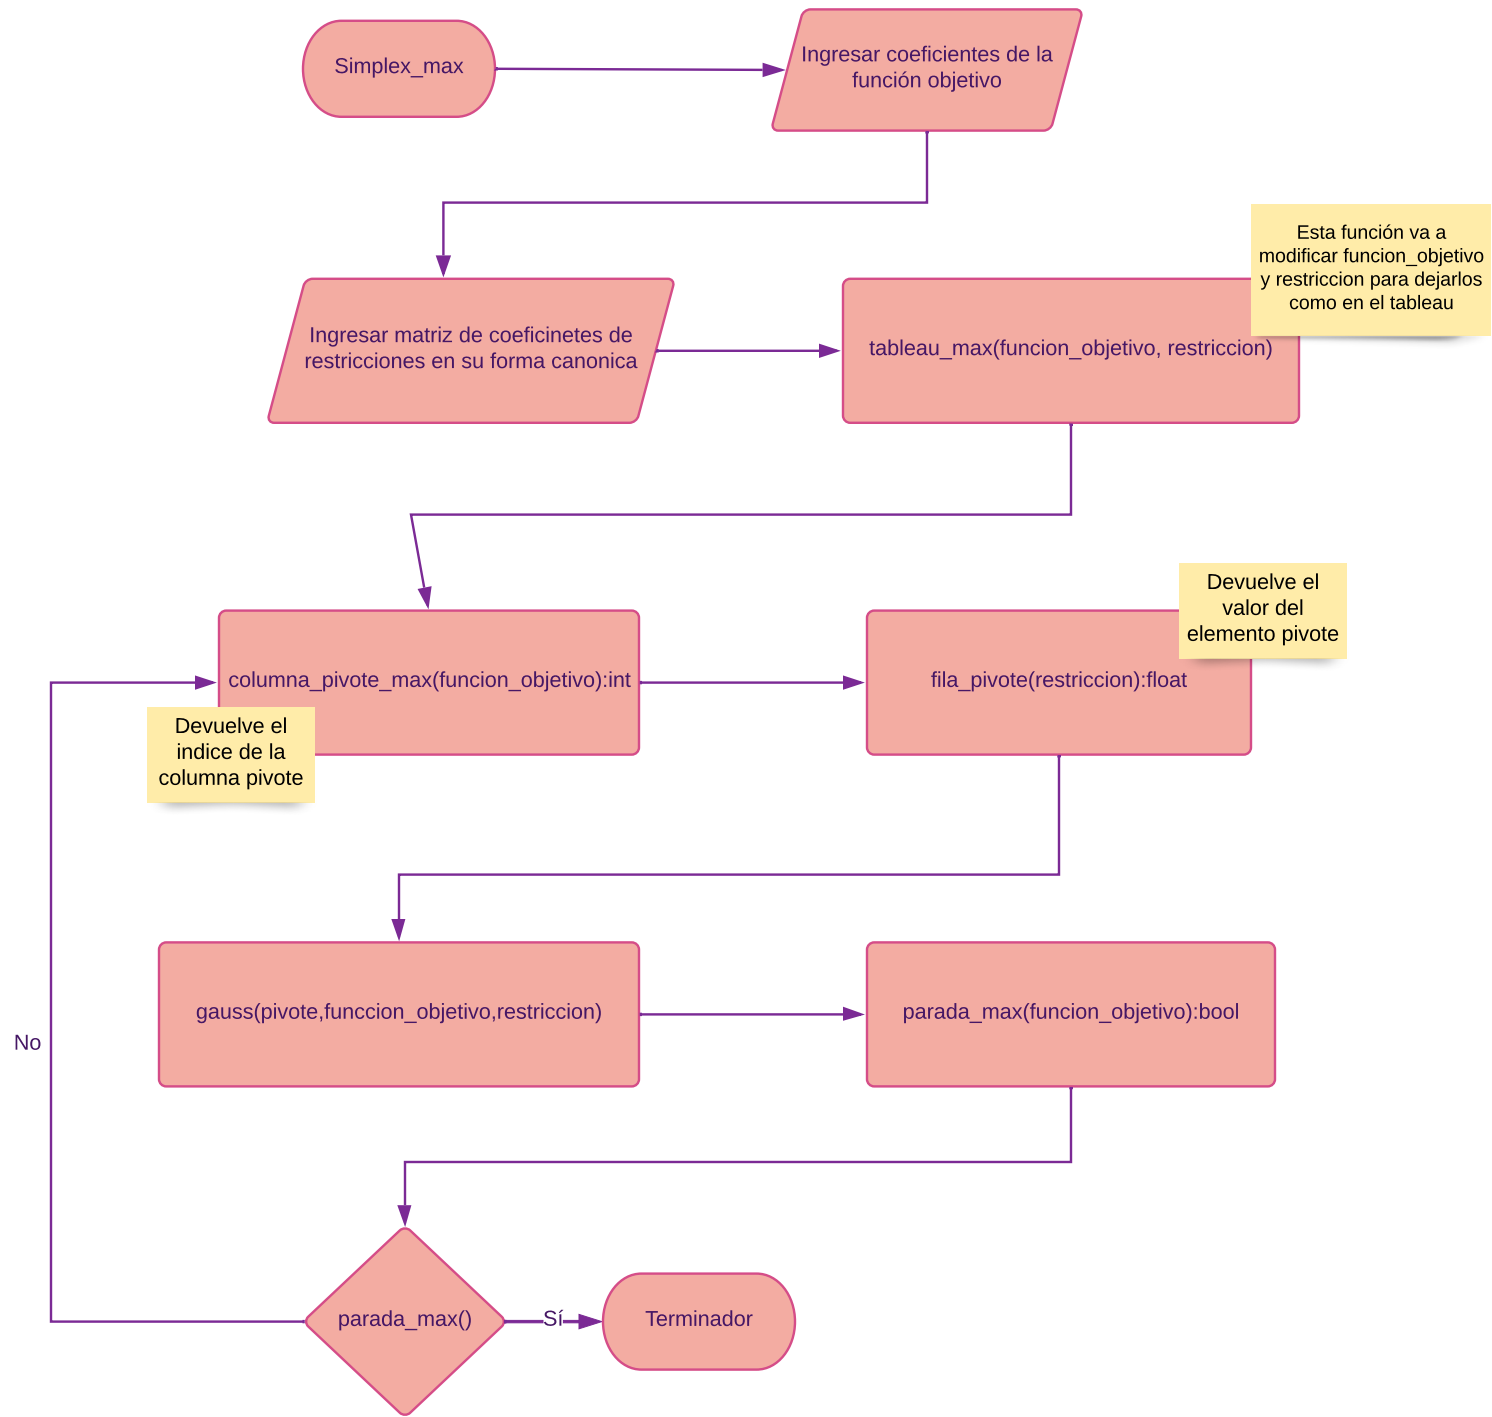 Simplex_max
Ingresar coeficientes de la
función objetivo
Esta función va a
modificar funcion_objetivo
y restriccion para dejarlos
como en el tableau
Ingresar matriz de coeficinetes de
restricciones en su forma canonica
tableau_max(funcion_objetivo, restriccion)
Devuelve el
valor del
elemento pivote
columna_pivote_max(funcion_objetivo):int
fila_pivote(restriccion):float
Devuelve el
indice de la
columna pivote
gauss(pivote,funccion_objetivo,restriccion)
parada_max(funcion_objetivo):bool
No
parada_max()
Sí
Terminador